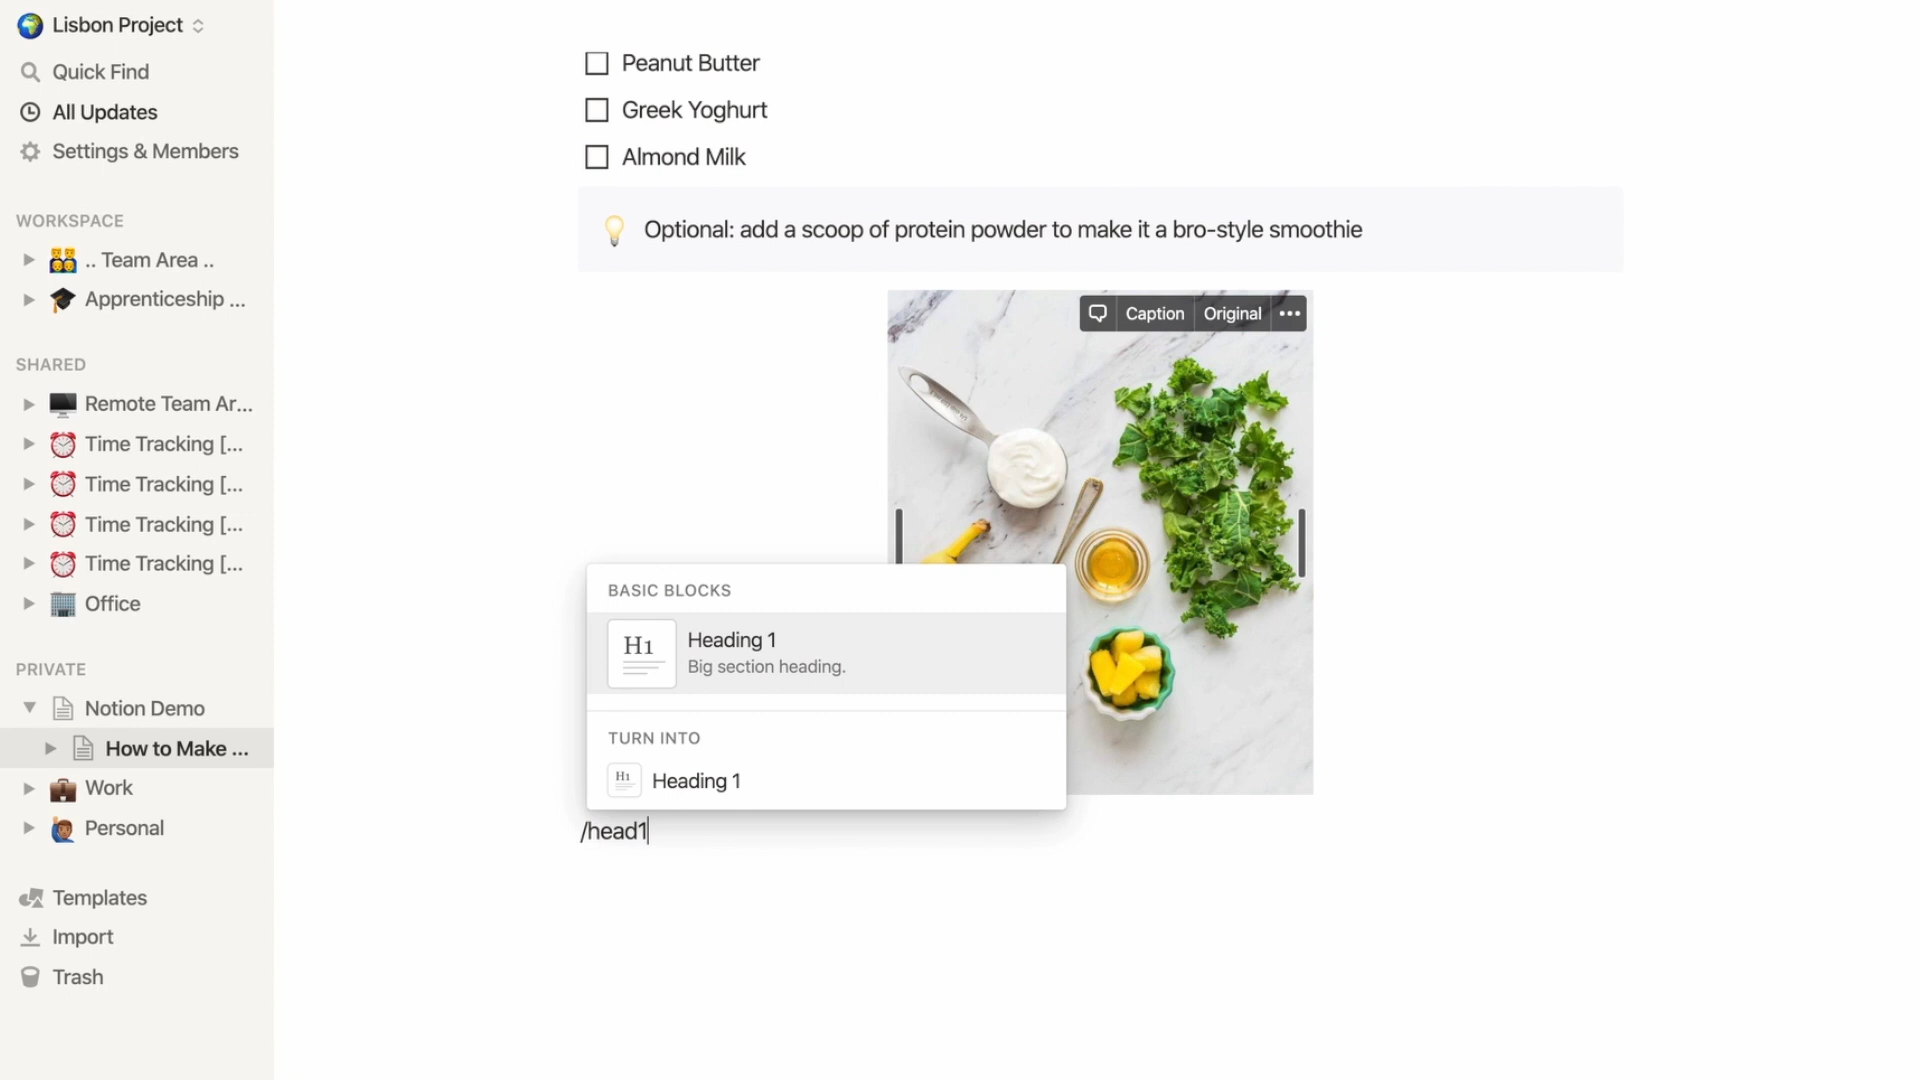 Lisbon Project
Quick Find
All Updates
Settings & Members
WORKSPACE
.. Team Area ..
Apprenticeship ...
SHARED
Remote Team Ar...
Time Tracking [...
Time Tracking [...
Time Tracking [...
Time Tracking [...
Office
PRIVATE
Notion Demo
How to Make ...
Work
Personal
Templates
Import
Trash
Peanut Butter
Greek Yoghurt
Almond Milk
Optional: add a scoop of protein powder to make it a bro-style smoothie
Caption Original
BASIC BLOCKS
H1 Heading 1
Big section heading.
TURN INTO
H1 Heading 1
/head1